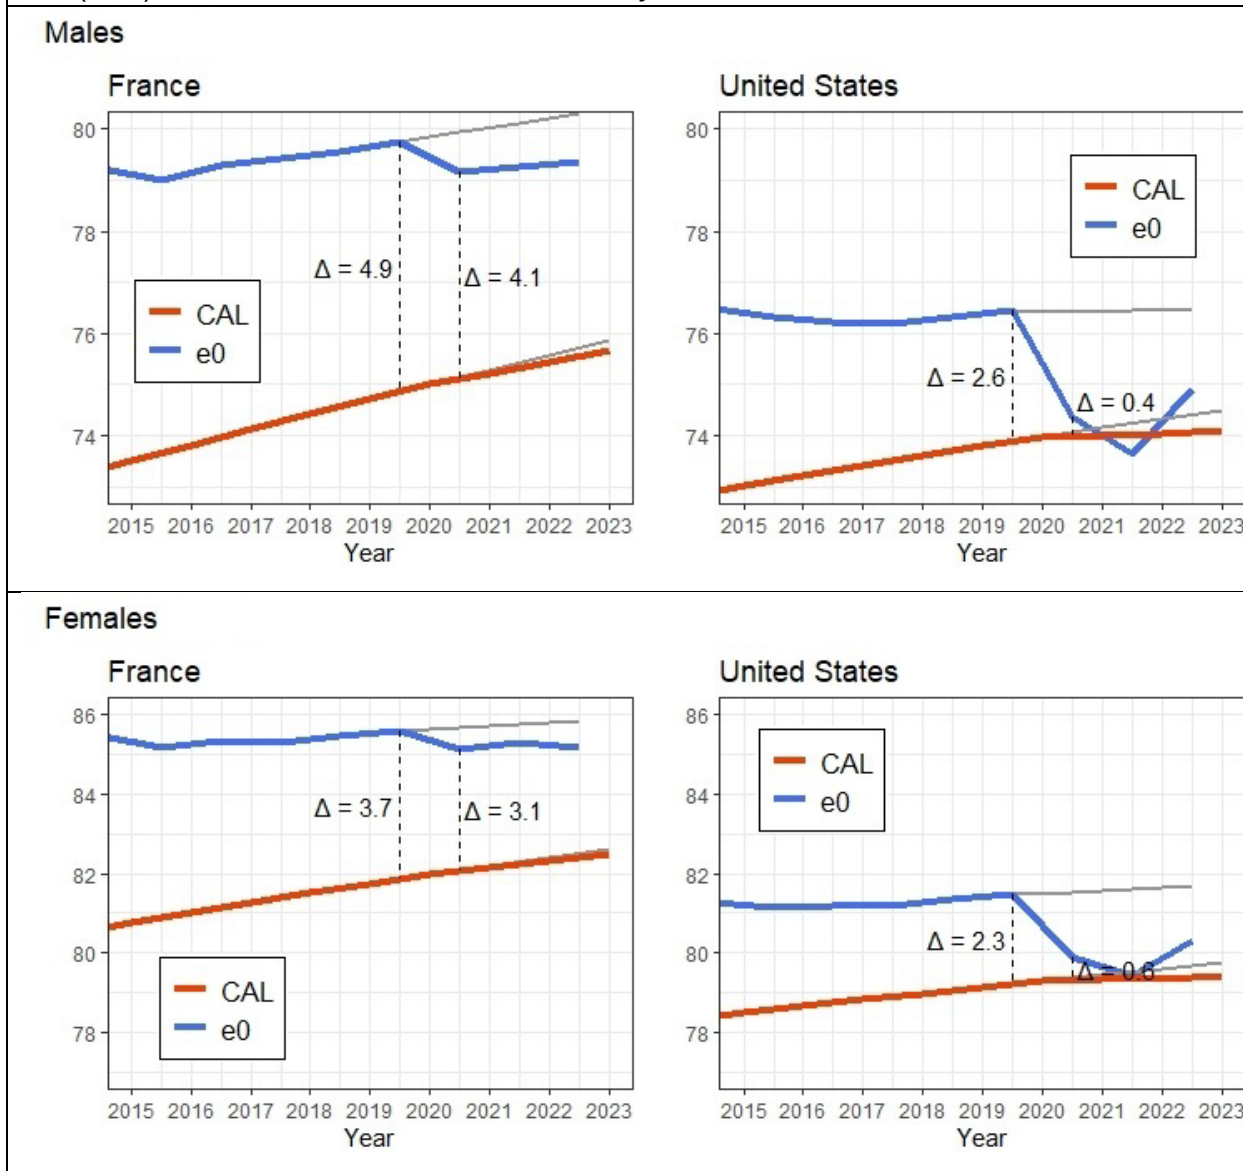 Males
France
United States
80
78
76
74
Δ = 4.9
Δ = 4.1
CAL
e0
2015 2016 2017 2018 2019 2020 2021 2022 2023
Year
80
78
76
74
CAL
e0
Δ = 2.6
Δ = 0.4
2015 2016 2017 2018 2019 2020 2021 2022 2023
Year
Females
France
United States
86
84
82
80
78
Δ = 3.7
Δ = 3.1
CAL
e0
2015 2016 2017 2018 2019 2020 2021 2022 2023
Year
86
84
82
80
78
CAL
e0
Δ = 2.3
Δ = 0.6
2015 2016 2017 2018 2019 2020 2021 2022 2023
Year